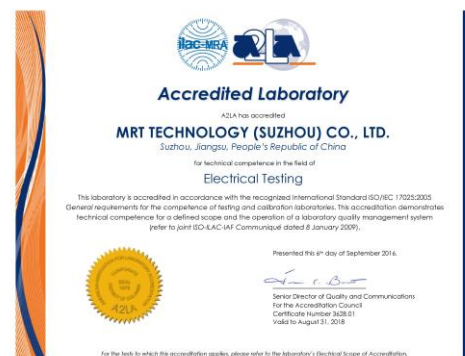 ilac-MRA
A2LA
Accredited Laboratory
A2LA has accredited
MRT TECHNOLOGY (SUZHOU) CO., LTD.
Suzhou, Jiangsu, People's Republic of China
for technical competence in the field of
Electrical Testing
This laboratory is accredited in accordance with the recognized International Standard ISO/IEC 17025:2005
General requirements for the competence of testing and calibration laboratories. This accreditation demonstrates
technical competence for a defined scope and the operation of a laboratory quality management system
(refer to joint ISO-ILAC-IAF Communiqué dated 8 January 2009).
Presented this 6th day of September 2016.
Senior Director of Quality and Communications
For the Accreditation Council
Certificate Number 3628.01
Valid to August 31, 2018
CORPORATE
SEAL
1978
A2LA
For the tests to which this accreditation applies, please refer to the laboratory's Electrical Scope of Accreditation.